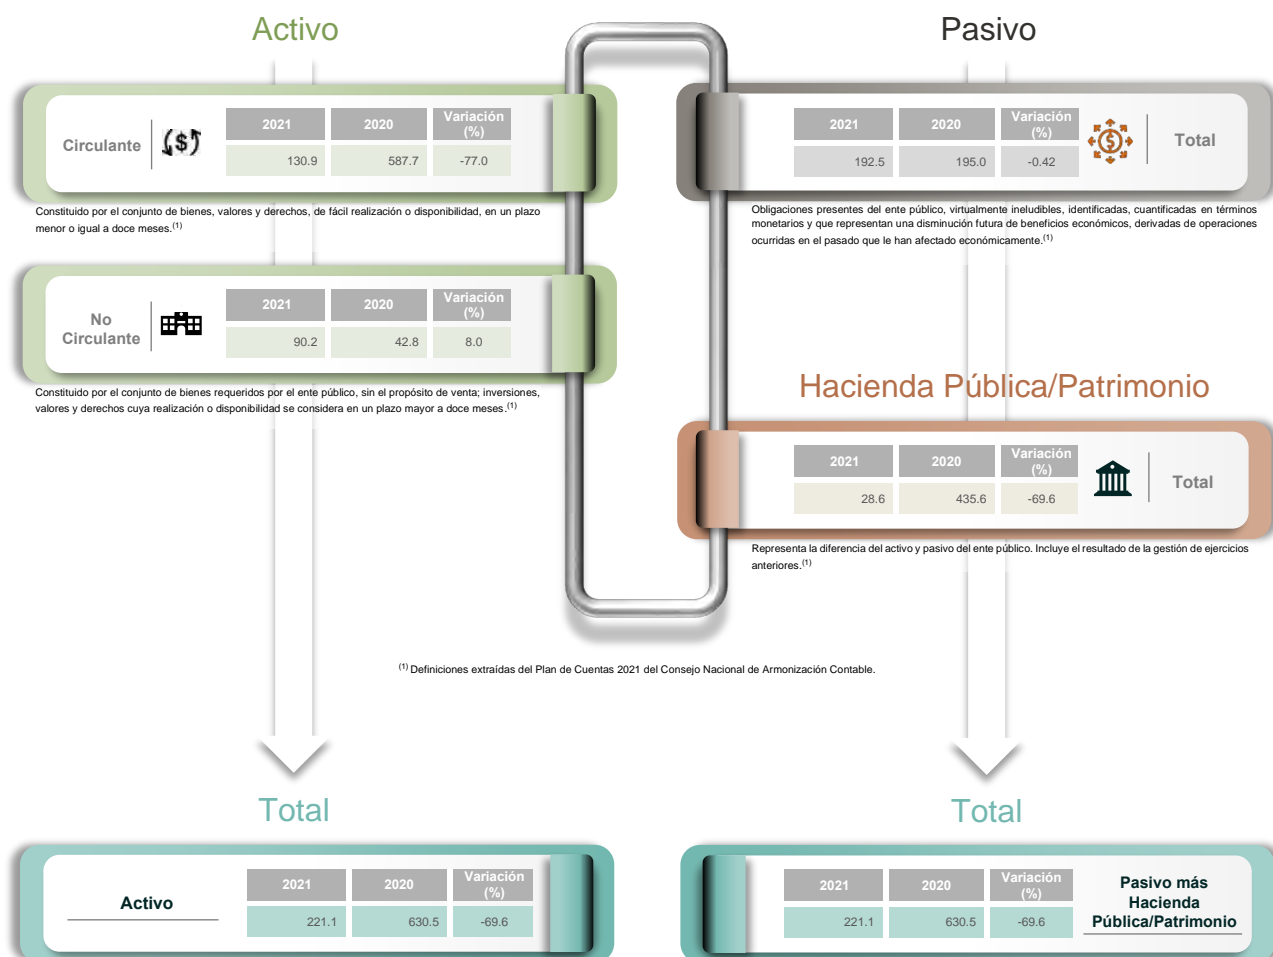 Activo
Circulante
2021 2020 Variación (%)
130.9 587.7 -77.0
Constituido por el conjunto de bienes, valores y derechos, de fácil realización o disponibilidad, en un plazo
menor o igual a doce meses.(1)
No
Circulante
2021 2020 Variación (%)
90.2 42.8 8.0
Constituido por el conjunto de bienes requeridos por el ente público, sin el propósito de venta; inversiones,
valores y derechos cuya realización o disponibilidad se considera en un plazo mayor a doce meses.(1)
Pasivo
2021 2020 Variación (%)
192.5 195.0 -0.42
Total
Obligaciones presentes del ente público, virtualmente ineludibles, identificadas, cuantificadas en términos
monetarios y que representan una disminución futura de beneficios económicos, derivadas de operaciones
ocurridas en el pasado que le han afectado económicamente.(1)
Hacienda Pública/Patrimonio
2021 2020 Variación (%)
28.6 435.6 -69.6
Total
Representa la diferencia del activo y pasivo del ente público. Incluye el resultado de la gestión de ejercicios
anteriores.(1)
(1) Definiciones extraídas del Plan de Cuentas 2021 del Consejo Nacional de Armonización Contable.
Total
Activo
2021 2020 Variación (%)
221.1 630.5 -69.6
Total
2021 2020 Variación (%)
221.1 630.5 -69.6
Pasivo más
Hacienda
Pública/Patrimonio